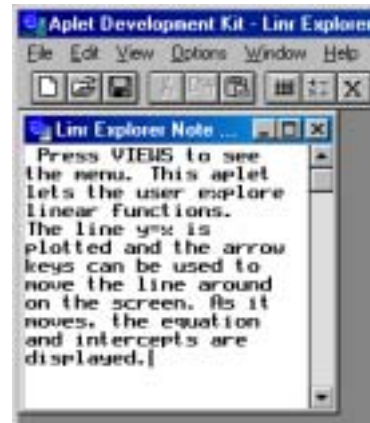 Aplet Development Kit - Linr Explorer
File Edit View Options Window Help
Linr Explorer Note ...
Press VIEWS to see
the menu. This aplet
lets the user explore
linear functions.
The line y=x is
plotted and the arrow
keys can be used to
move the line around
on the screen. As it
moves, the equation
and intercepts are
displayed.